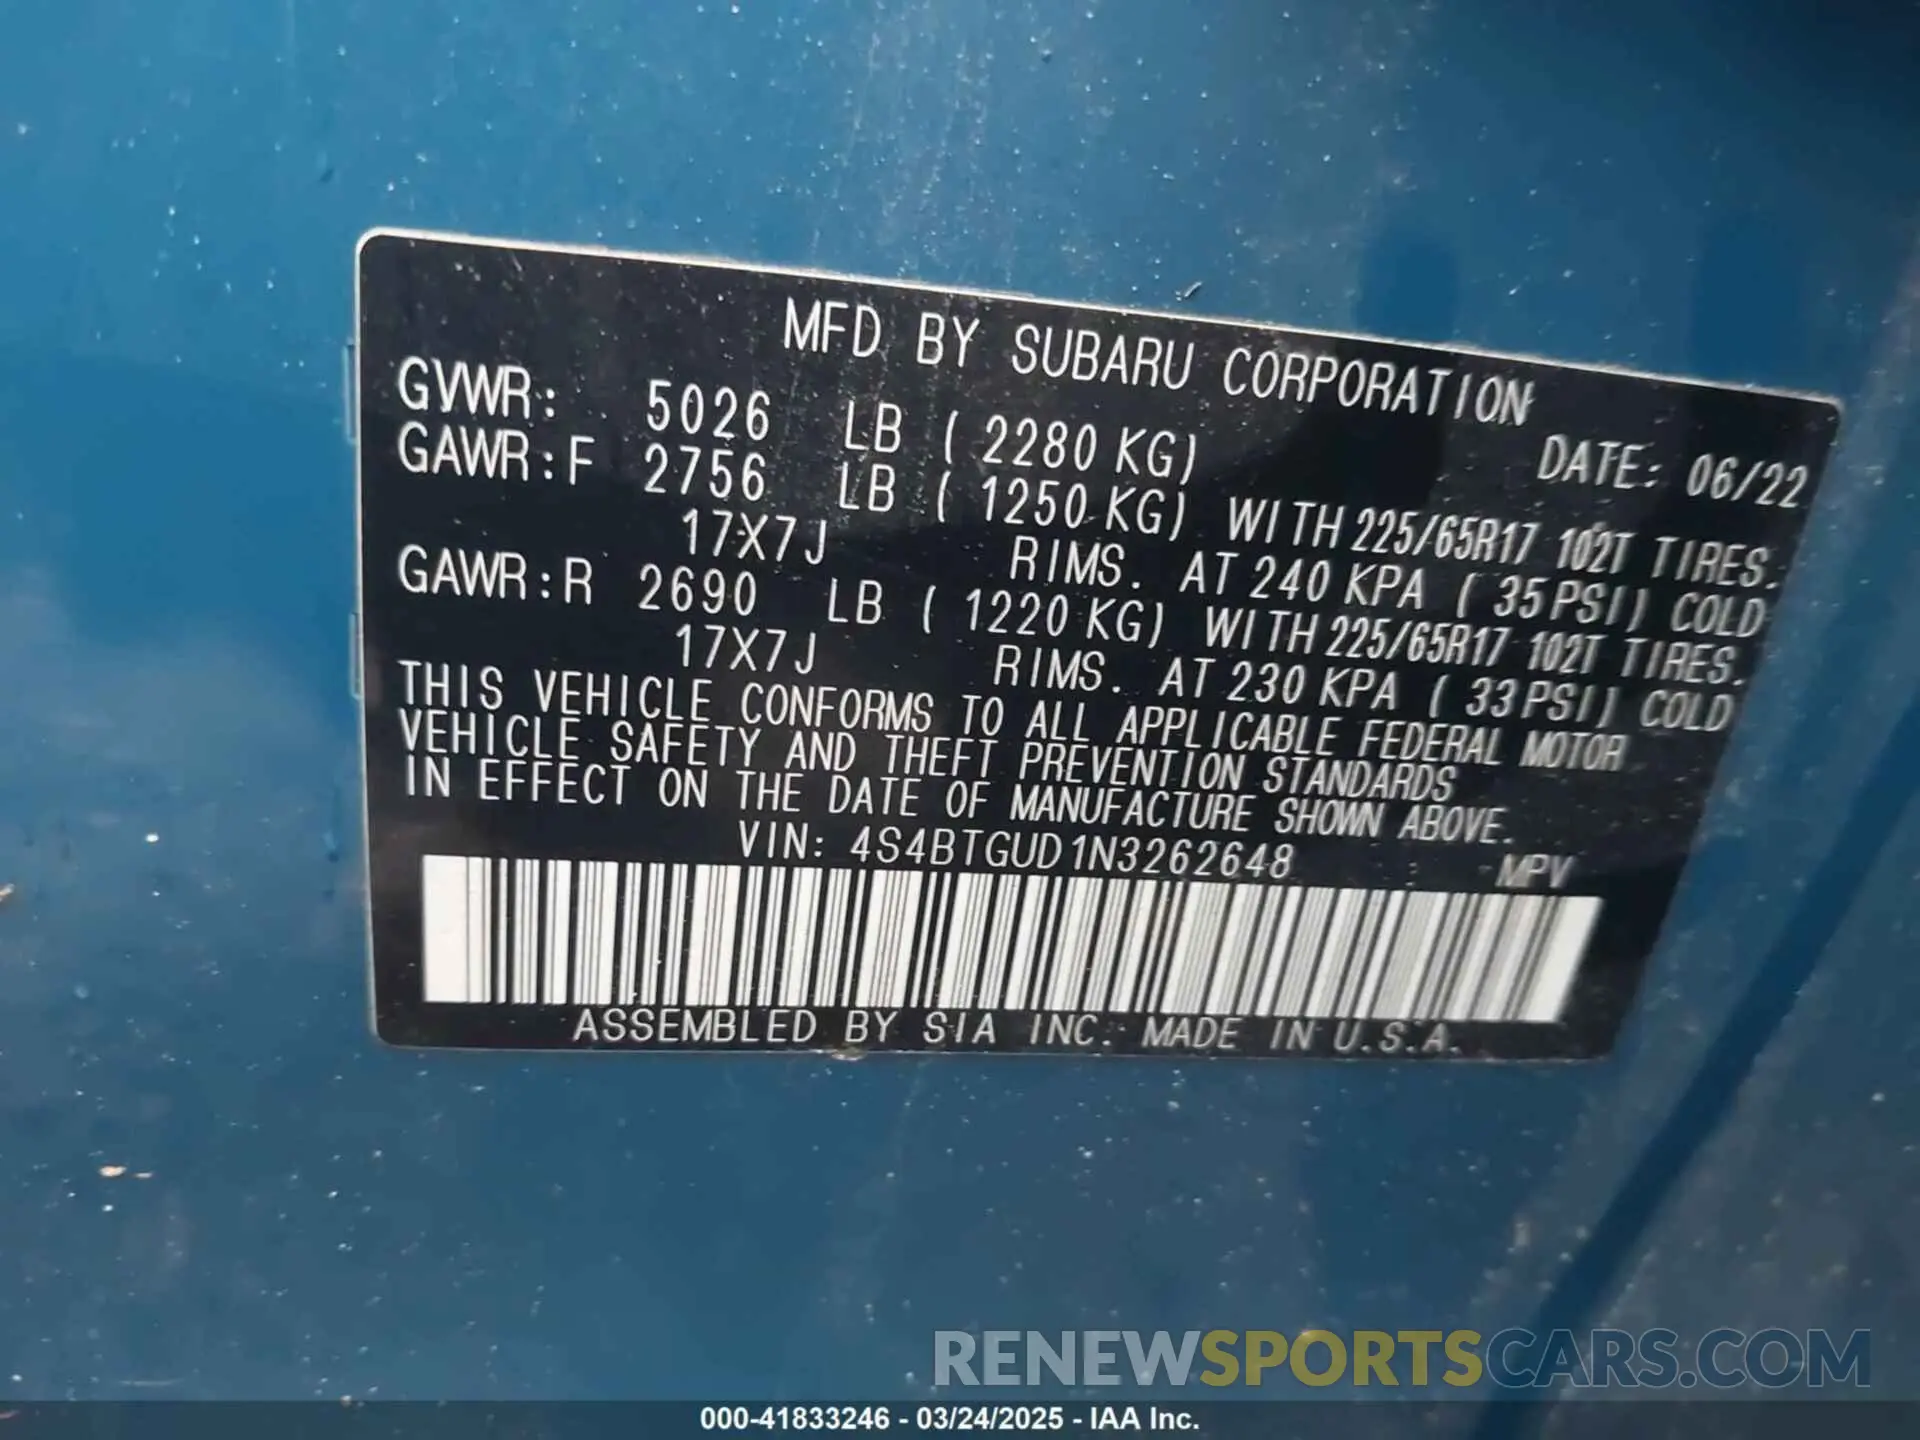 MFD BY SUBARU CORPORATION
GVWR: 5026 LB ( 2280 KG) DATE: 06/22
GAWR:F 2756 LB ( 1250 KG) WITH 225/65R17 102T TIRES.
17X7J RIMS. AT 240 KPA ( 35PSI) COLD
GAWR:R 2690 LB ( 1220 KG) WITH 225/65R17 102T TIRES.
17X7J RIMS. AT 230 KPA ( 33PSI) COLD
THIS VEHICLE CONFORMS TO ALL APPLICABLE FEDERAL MOTOR
VEHICLE SAFETY AND THEFT PREVENTION STANDARDS
IN EFFECT ON THE DATE OF MANUFACTURE SHOWN ABOVE.
VIN: 4S4BTGUD1N3262648 MPV
ASSEMBLED BY SIA INC. MADE IN U.S.A.
RENEWSPORTSCARS.COM
000-41833246 - 03/24/2025 - IAA Inc.